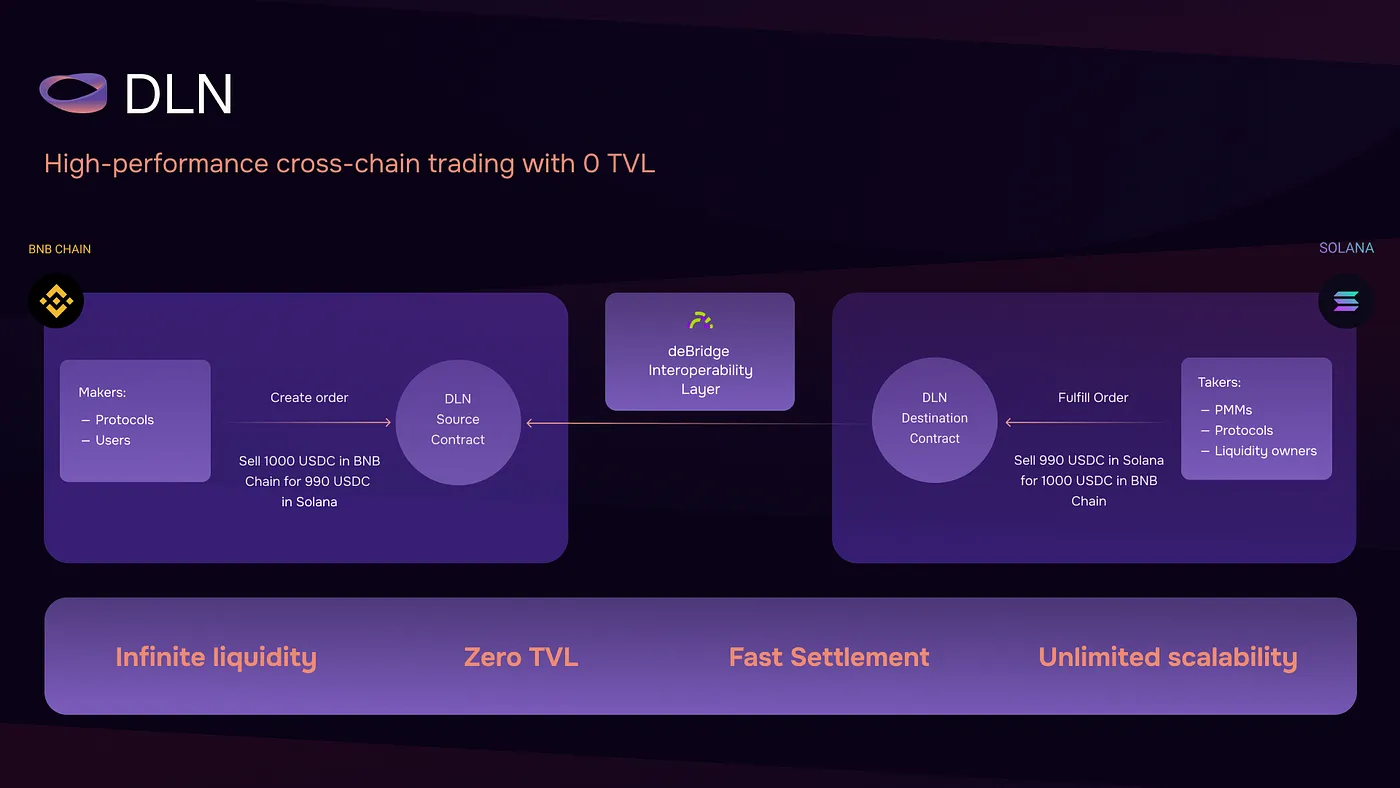 DLN
High-performance cross-chain trading with 0 TVL
BNB CHAIN
SOLANA
Makers:
– Protocols
– Users
Create order
Sell 1000 USDC in BNB
Chain for 990 USDC
in Solana
DLN
Source
Contract
deBridge
Interoperability
Layer
DLN
Destination
Contract
Fulfill Order
Sell 990 USDC in Solana
for 1000 USDC in BNB
Chain
Takers:
– PMMs
– Protocols
– Liquidity owners
Infinite liquidity
Zero TVL
Fast Settlement
Unlimited scalability